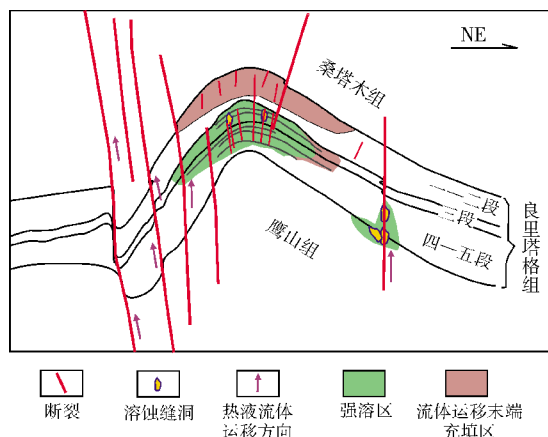 NE
桑塔木组
一—二段
三段
四—五段
良里塔格组
鹰山组
断裂
溶蚀缝洞
热液流体
运移方向
强溶区
流体运移末端
充填区